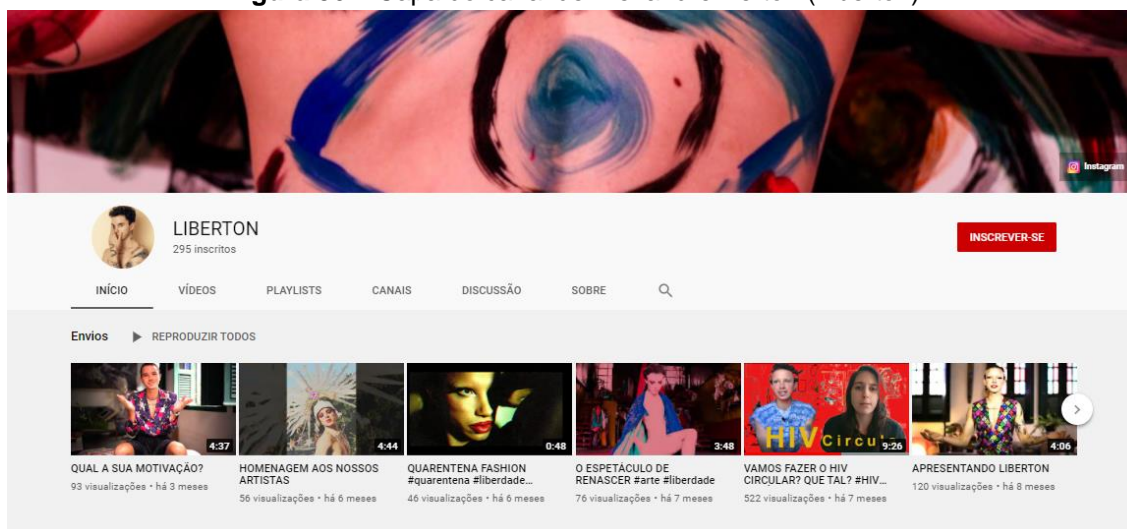 Instagram
LIBERTON
295 inscritos
INSCREVER-SE
INÍCIO VÍDEOS PLAYLISTS CANAIS DISCUSSÃO SOBRE
Envios REPRODUZIR TODOS
4:37
4:44
0:48
3:48
HIV Circu
9:26
4:06
QUAL A SUA MOTIVAÇÃO?
93 visualizações • há 3 meses
HOMENAGEM AOS NOSSOS
ARTISTAS
56 visualizações • há 6 meses
QUARENTENA FASHION
#quarentena #liberdade...
46 visualizações • há 6 meses
O ESPETÁCULO DE
RENASCER #arte #liberdade
76 visualizações • há 7 meses
VAMOS FAZER O HIV
CIRCULAR? QUE TAL? #HIV...
522 visualizações • há 7 meses
APRESENTANDO LIBERTON
120 visualizações • há 8 meses